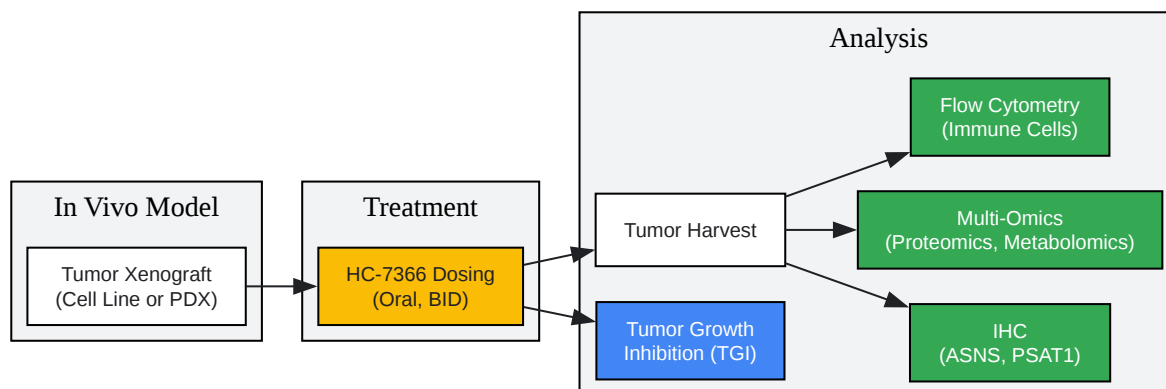 In Vivo Model
Tumor Xenograft
(Cell Line or PDX)
Treatment
HC-7366 Dosing
(Oral, BID)
Analysis
Tumor Harvest
Tumor Growth
Inhibition (TGI)
Flow Cytometry
(Immune Cells)
Multi-Omics
(Proteomics, Metabolomics)
IHC
(ASNS, PSAT1)